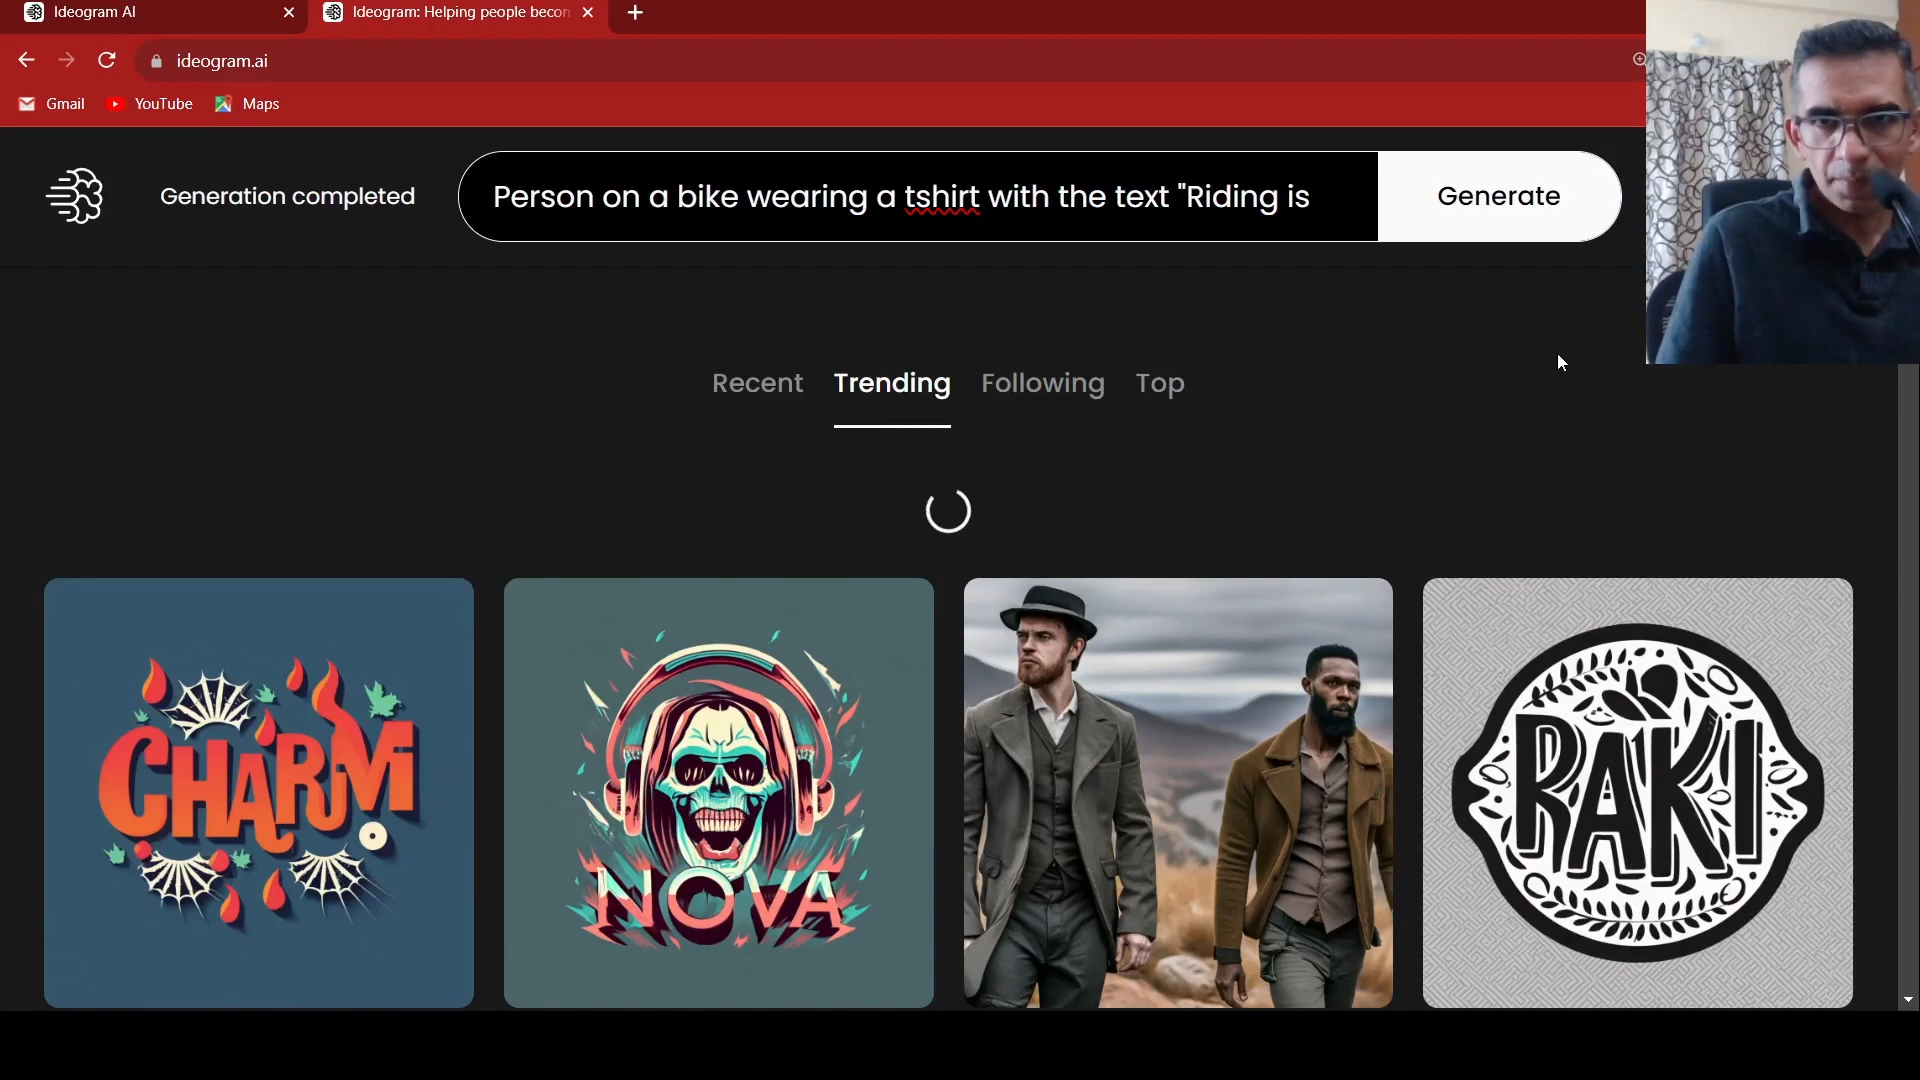 Ideogram AI
Ideogram: Helping people becor
ideogram.ai
Gmail
YouTube
Maps
Generation completed
Person on a bike wearing a tshirt with the text "Riding is
Generate
Recent
Trending
Following
Top
CHARM
NOVA
RAKI